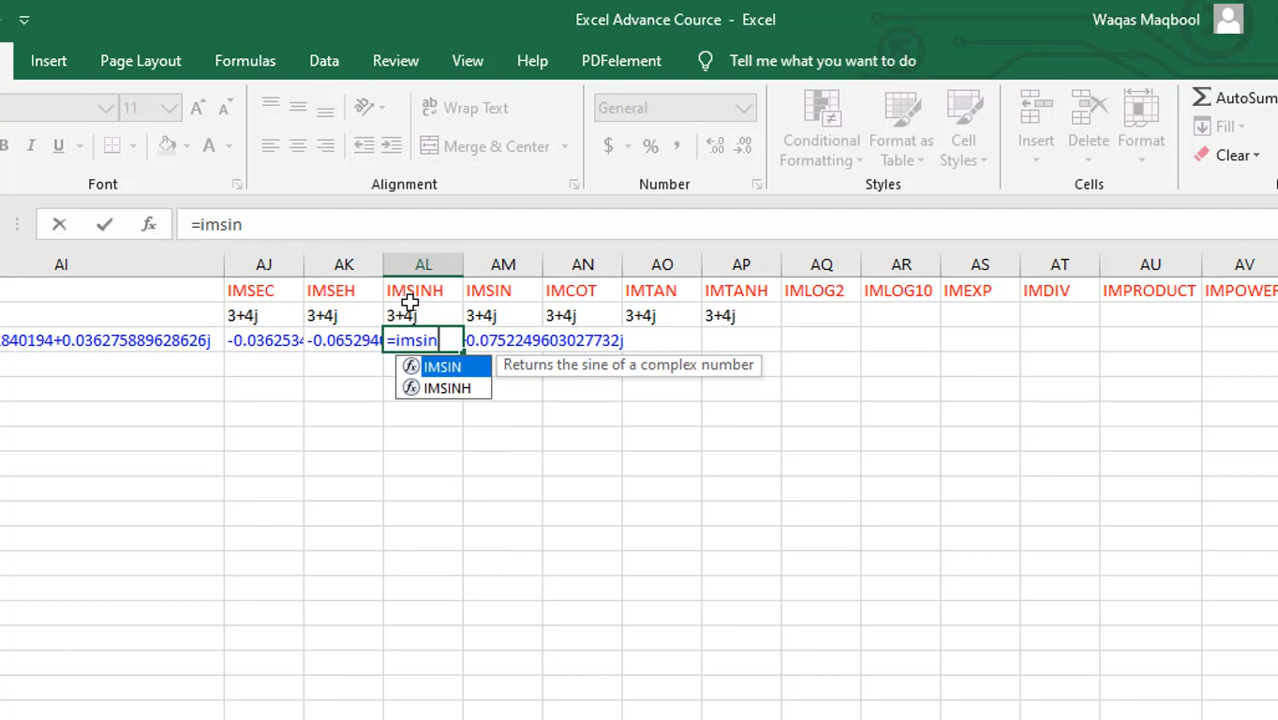 Excel Advance Cource - Excel
Waqas Maqbool
Insert Page Layout Formulas Data Review View Help PDFelement Tell me what you want to do
11 Wrap Text General AutoSum
B I U A Merge & Center $ % Conditional Formatting Format as Table Cell Styles Insert Delete Format Fill Clear
Font Alignment Number Styles Cells
fx =imsin
AI AJ AK AL AM AN AO AP AQ AR AS AT AU AV
IMSEC IMSEH IMSINH IMSIN IMCOT IMTAN IMTANH IMLOG2 IMLOG10 IMEXP IMDIV IMPRODUCT IMPOWER
3+4j 3+4j 3+4j 3+4j 3+4j 3+4j 3+4j
840194+0.036275889628626j -0.036253 -0.065294 =imsin -0.0752249603027732j
IMSIN Returns the sine of a complex number
IMSINH